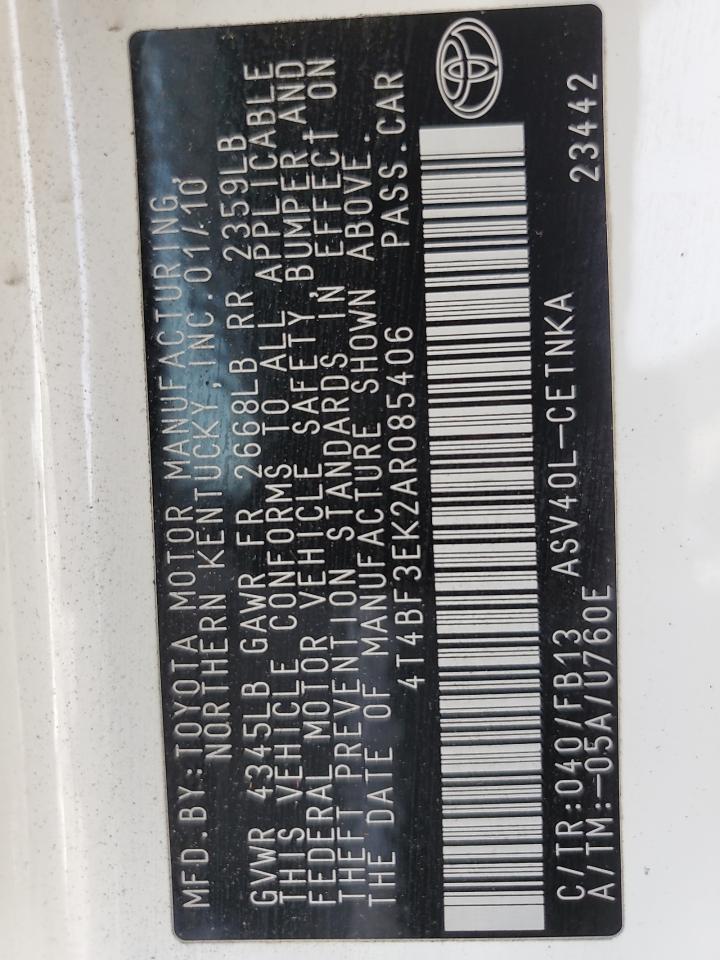 MFD.BY:TOYOTA MOTOR MANUFACTURING,
NORTHERN KENTUCKY,INC.01/10
GVWR 4345LB GAWR FR 2668LB RR 2359LB
THIS VEHICLE CONFORMS TO ALL APPLICABLE
FEDERAL MOTOR VEHICLE SAFETY,BUMPER AND
THEFT PREVENTION STANDARDS IN EFFECT ON
THE DATE OF MANUFACTURE SHOWN ABOVE.
4T4BF3EK2AR085406 PASS.CAR
C/TR:040/FB13 ASV40L-CETNKA 23442
A/TM:-05A/U760E